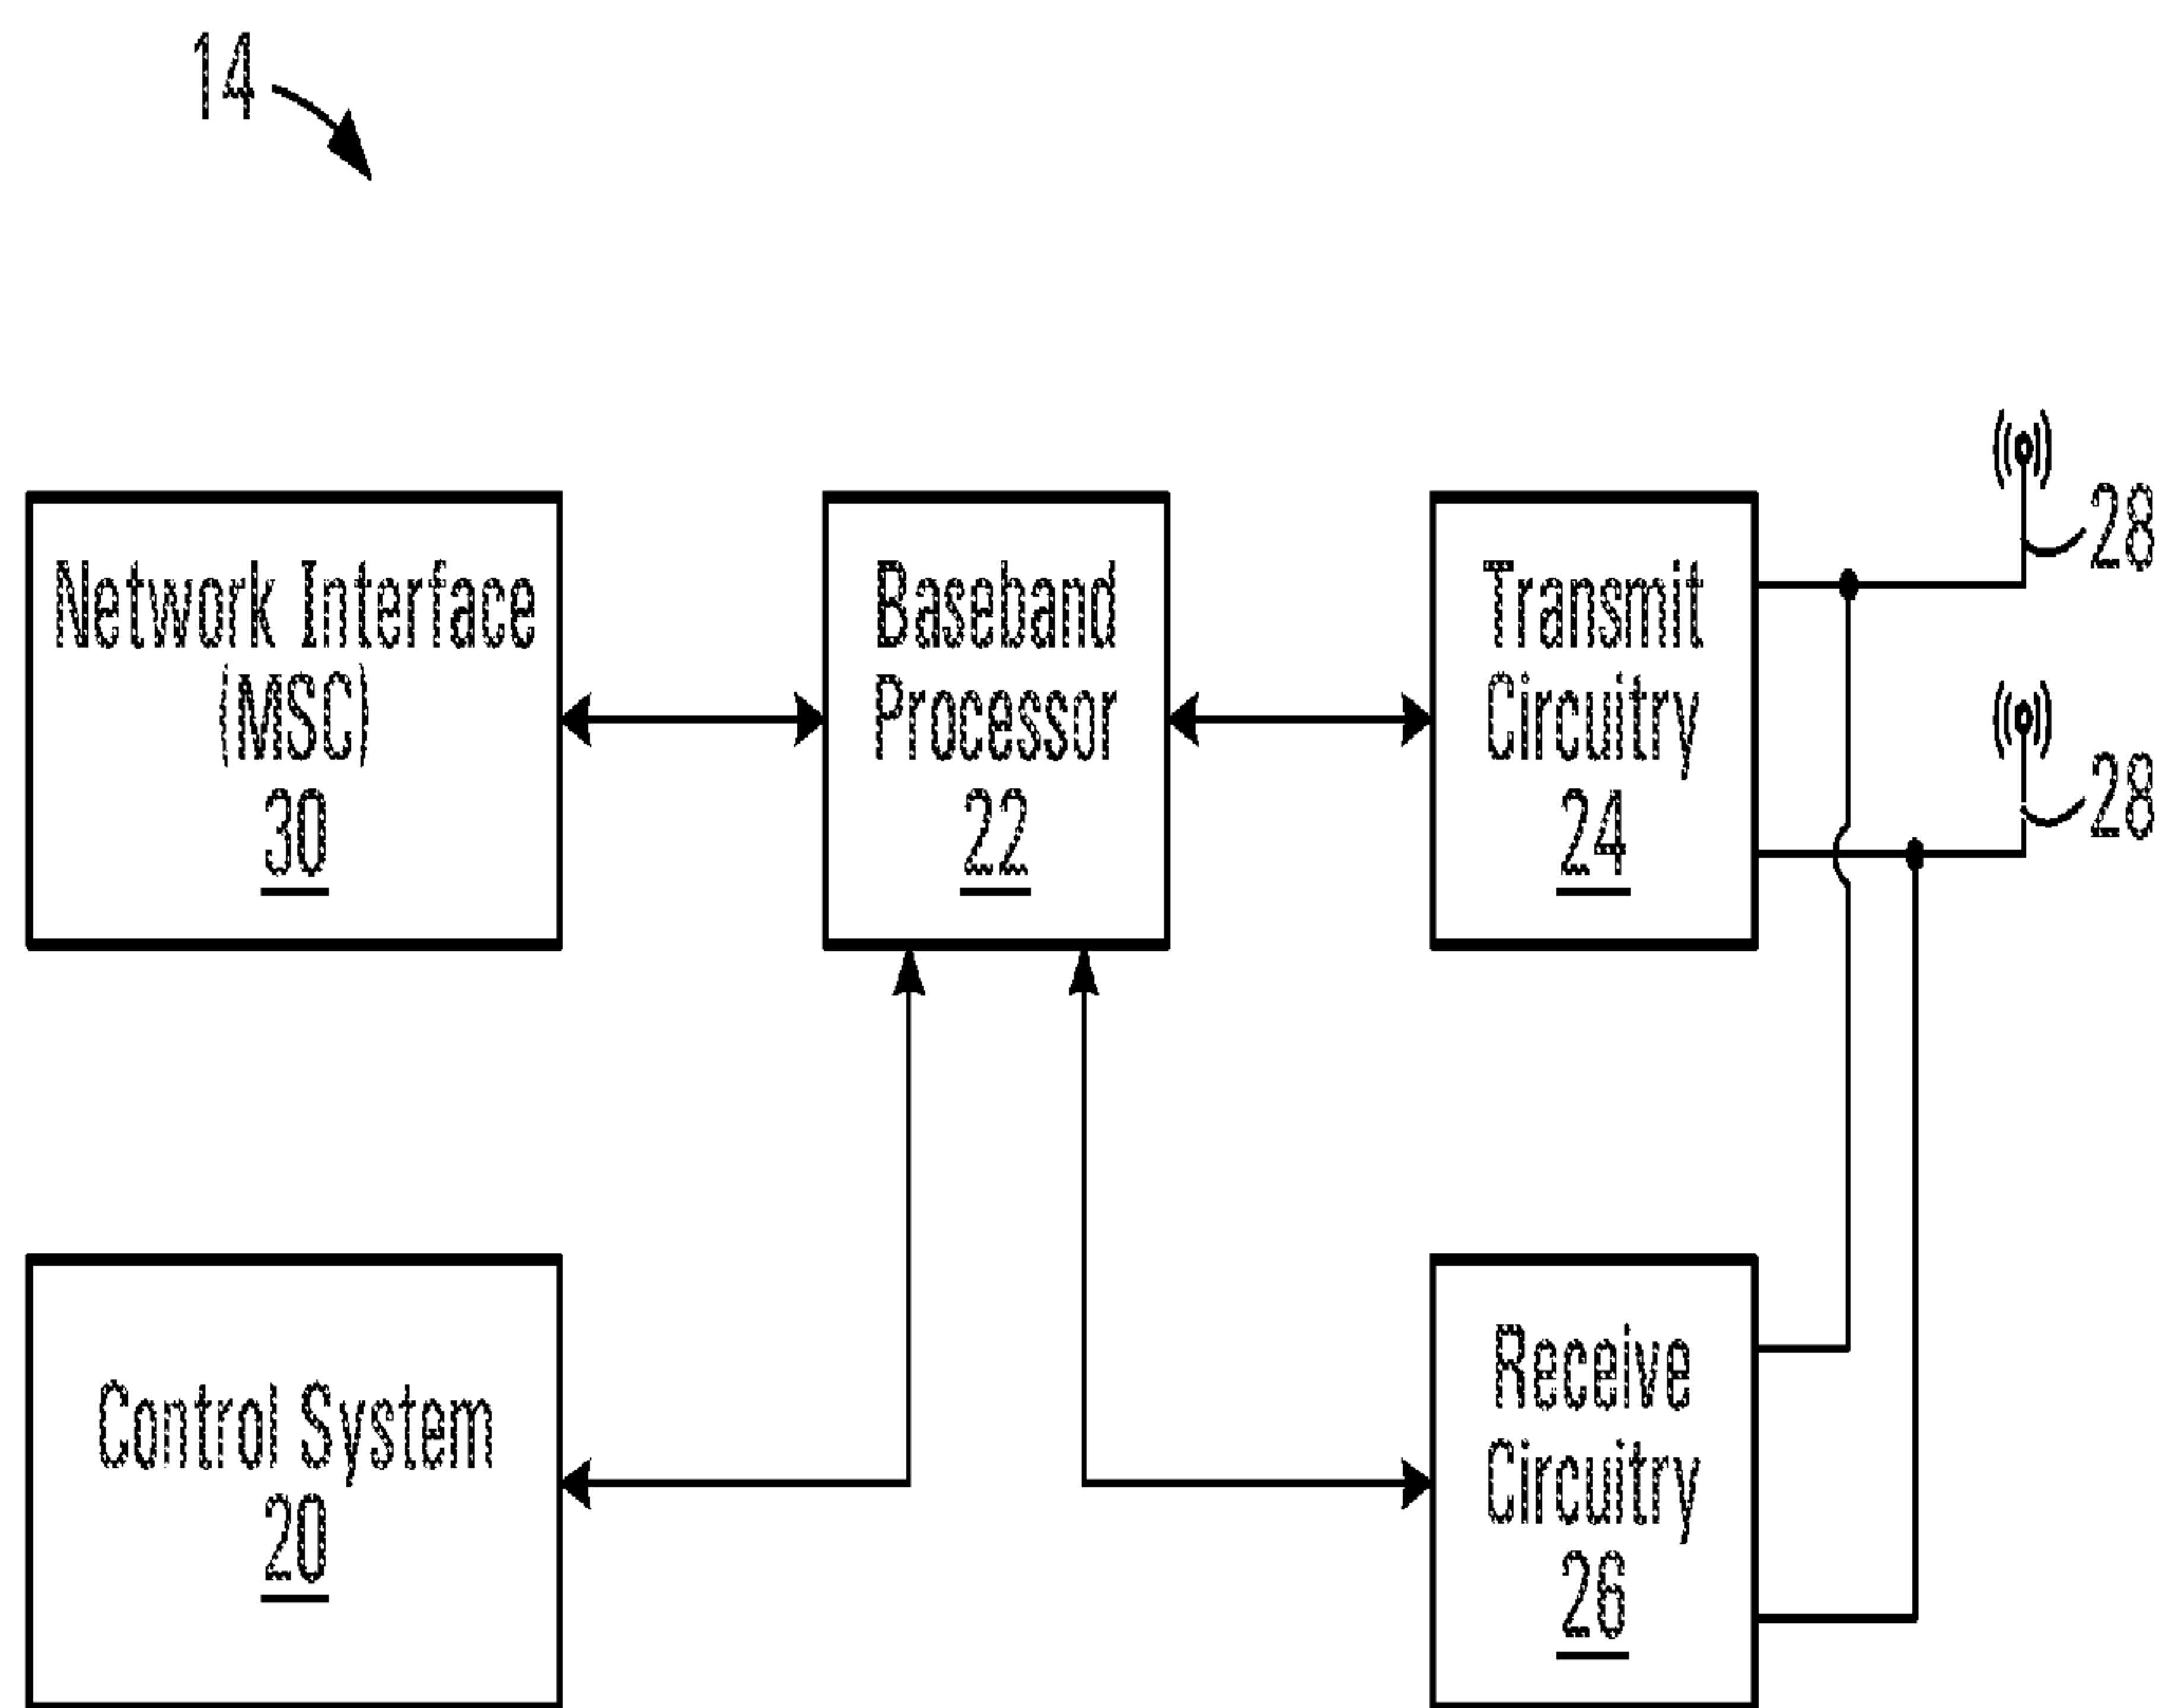 14
Network Interface
(MSC)
30
Baseband
Processor
22
Transmit
Circuitry
24
28
28
Control System
20
Receive
Circuitry
26